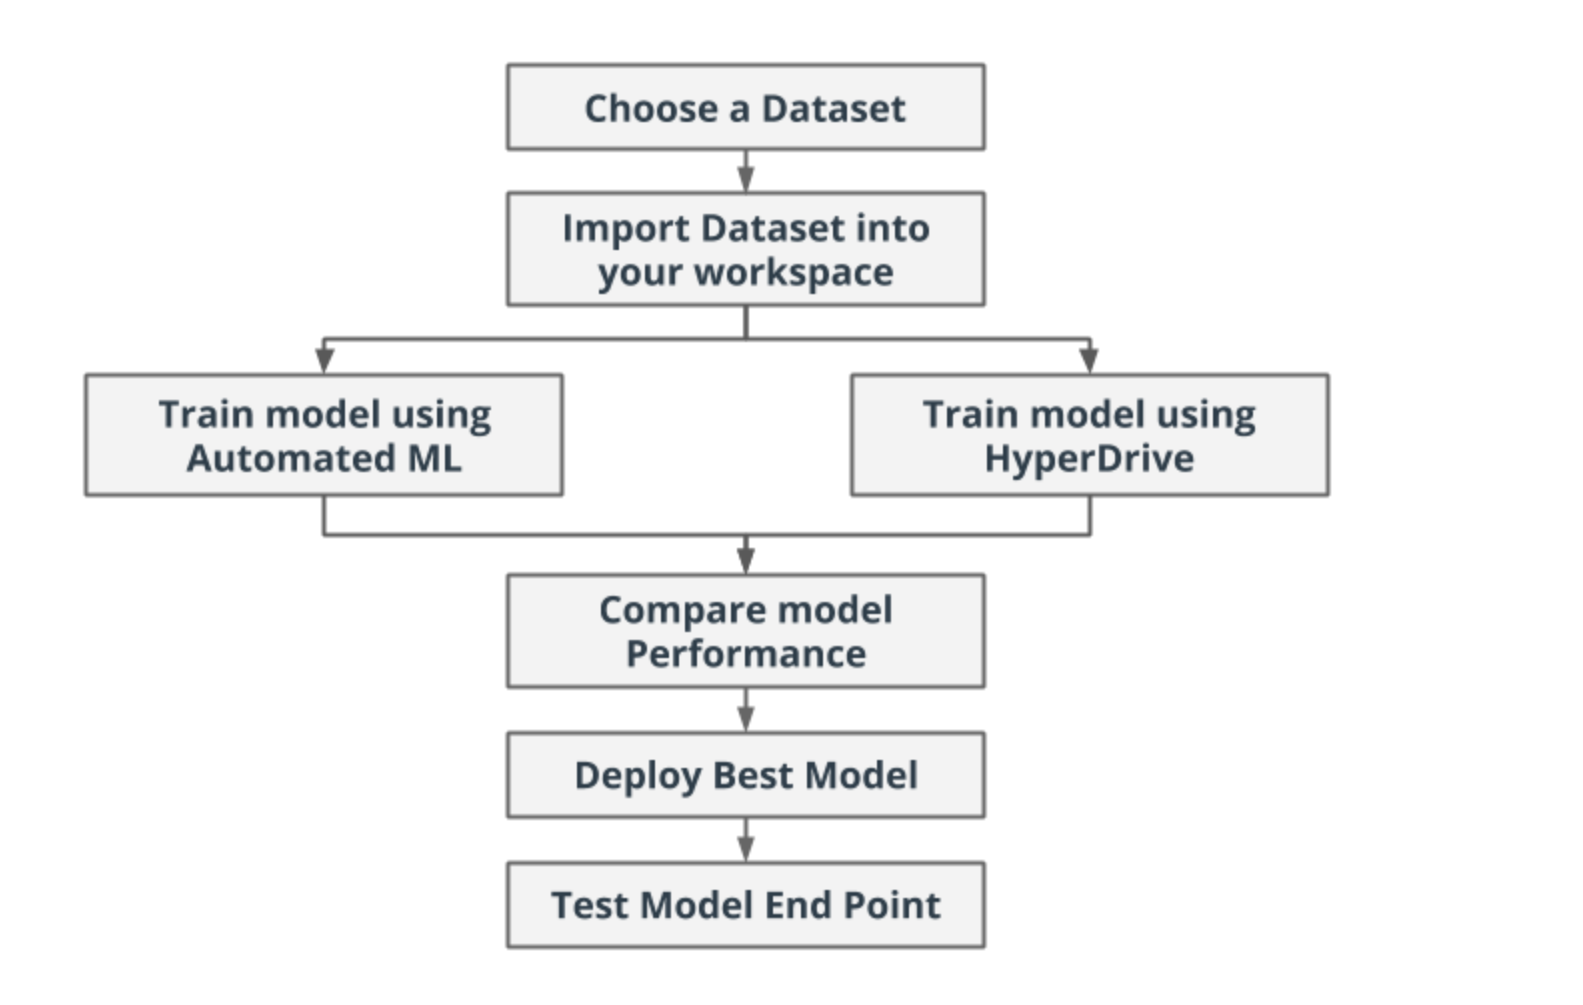 Choose a Dataset
Import Dataset into
your workspace
Train model using
Automated ML
Train model using
HyperDrive
Compare model
Performance
Deploy Best Model
Test Model End Point